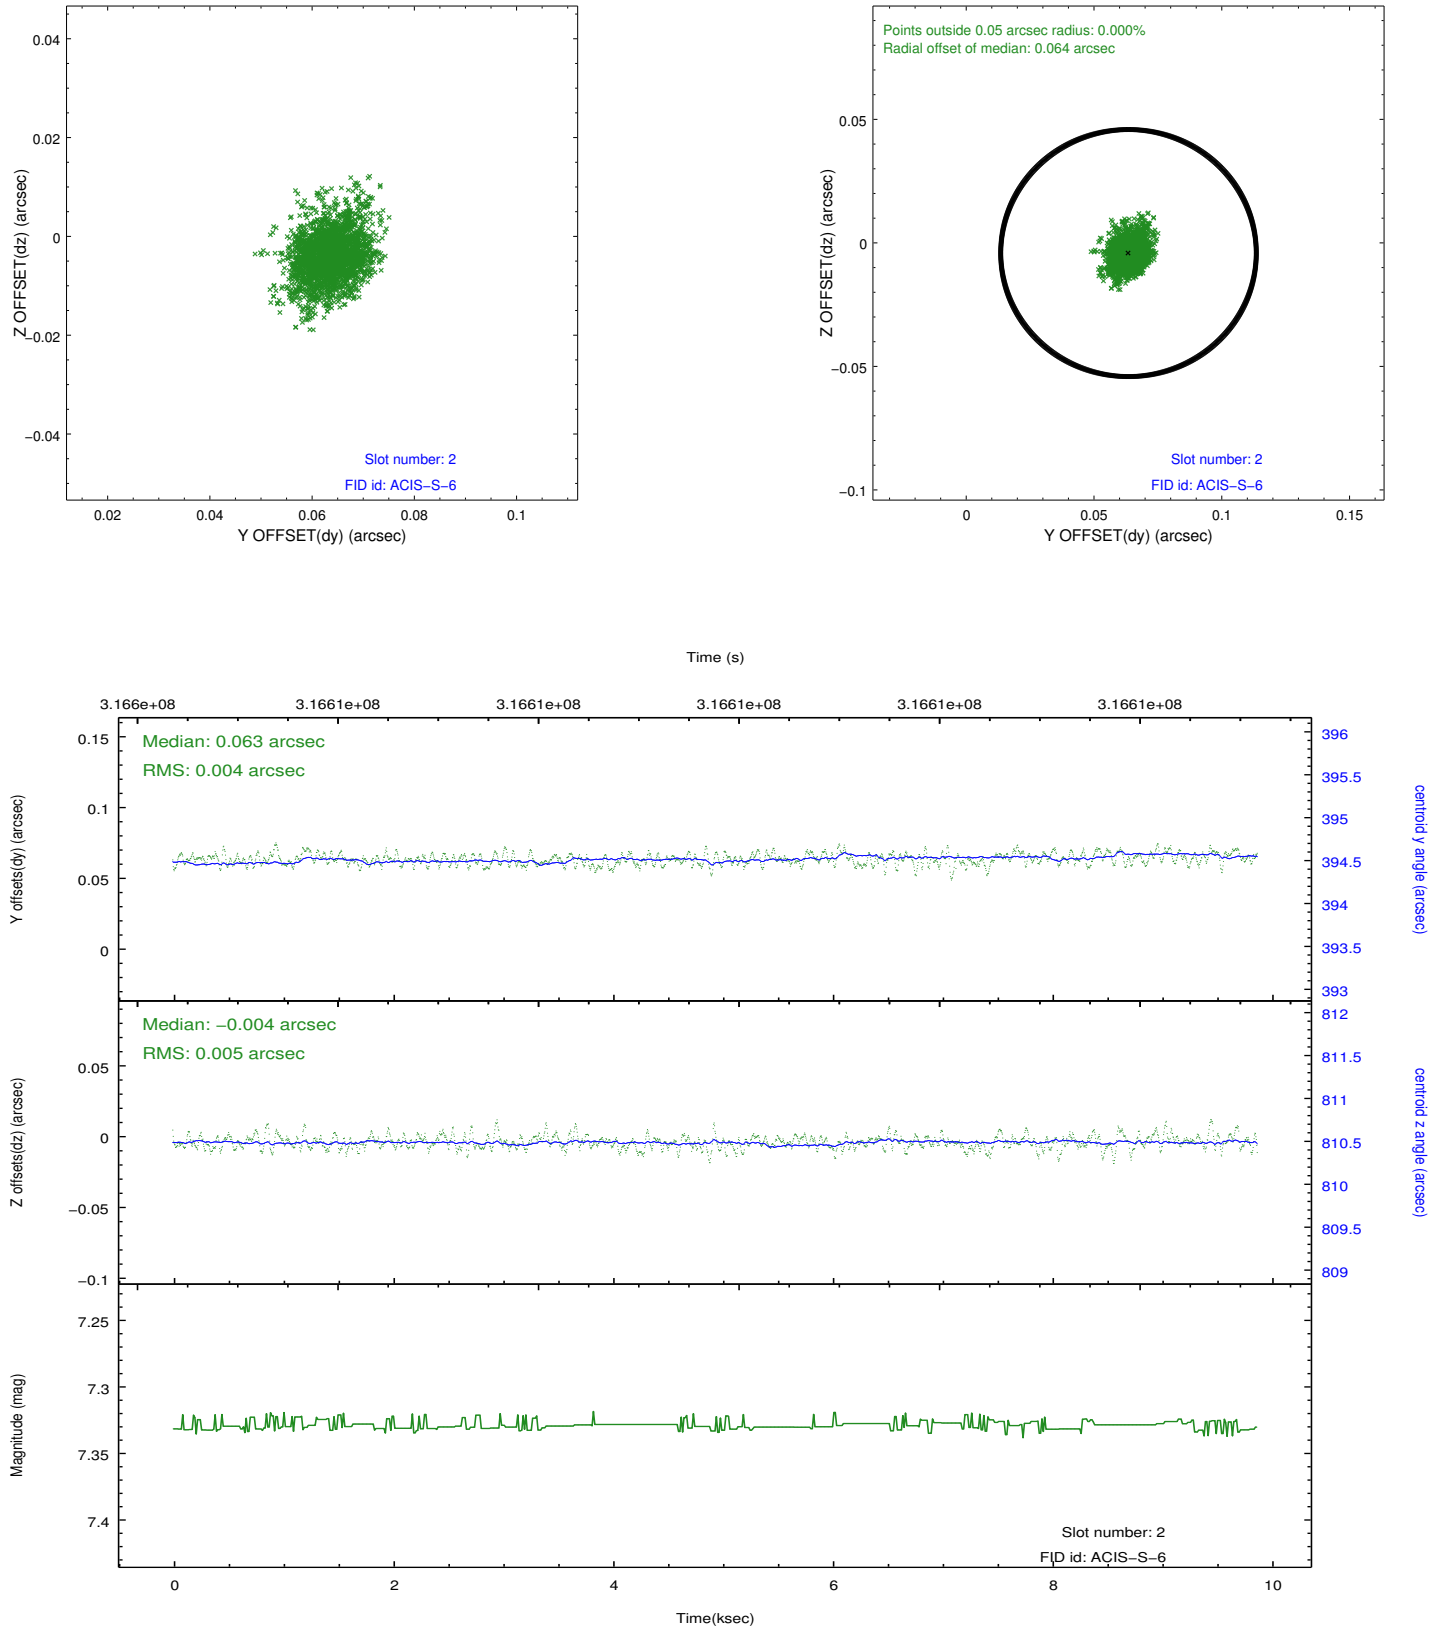 0.04
0.02
0
−0.02
−0.04
Z OFFSET(dz) (arcsec)
Slot number: 2
FID id: ACIS−S−6
0.02 0.04 0.06 0.08 0.1
Y OFFSET(dy) (arcsec)
Points outside 0.05 arcsec radius: 0.000%
Radial offset of median: 0.064 arcsec
0.05
0
−0.05
−0.1
Z OFFSET(dz) (arcsec)
Slot number: 2
FID id: ACIS−S−6
0 0.05 0.1 0.15
Y OFFSET(dy) (arcsec)
Time (s)
3.166e+08 3.1661e+08 3.1661e+08 3.1661e+08 3.1661e+08 3.1661e+08
Median: 0.063 arcsec
RMS: 0.004 arcsec
0.15
0.1
0.05
0
Y offsets(dy) (arcsec)
396
395.5
395
394.5
394
393.5
393
centroid y angle (arcsec)
Median: −0.004 arcsec
RMS: 0.005 arcsec
0.05
0
−0.05
−0.1
Z offsets(dz) (arcsec)
812
811.5
811
810.5
810
809.5
809
centroid z angle (arcsec)
7.25
7.3
7.35
7.4
Magnitude (mag)
Slot number: 2
FID id: ACIS−S−6
0 2 4 6 8 10
Time(ksec)